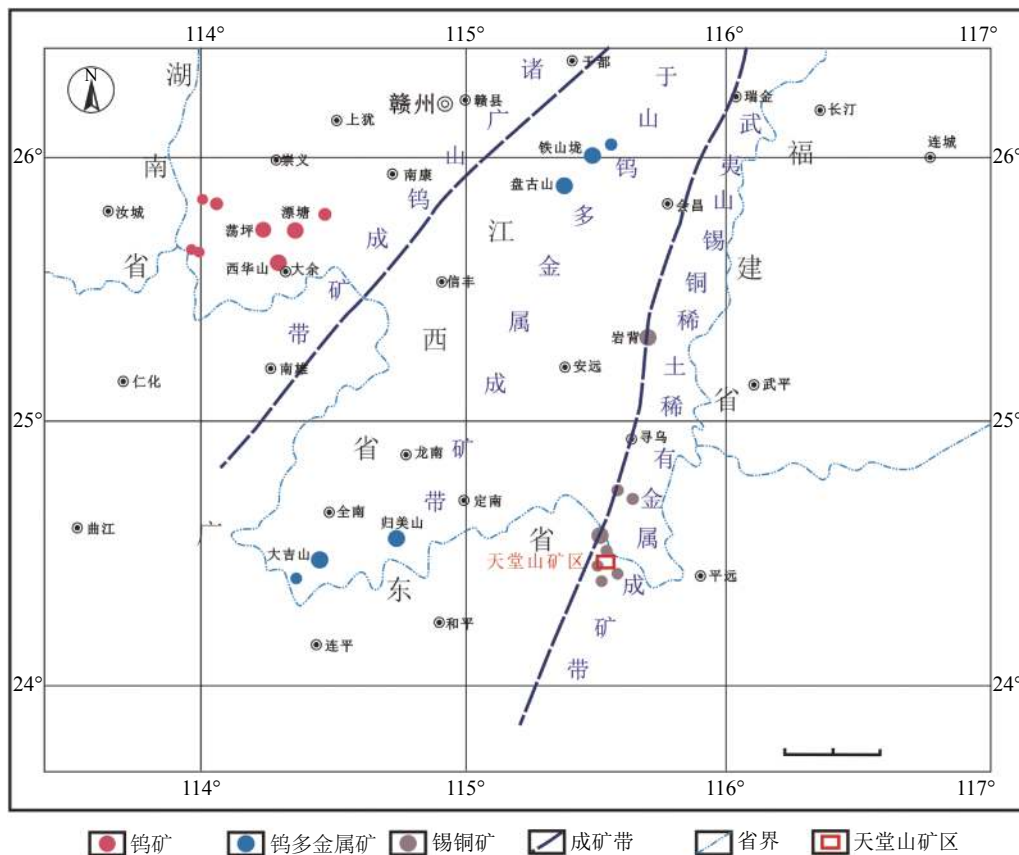 114° 115° 116° 117°
N
湖南省
江西省
福建省
广东省
诸广山钨成矿带
于山钨多金属成矿带
武夷山锡铜稀土稀有金属成矿带
于都
瑞金
赣州 赣县
长汀
上犹
连城
26° 26°
崇义
铁山垅
南康
盘古山
会昌
汝城
漂塘
荡坪
西华山 大余
信丰
岩背
安远
南雄
仁化
武平
25° 25°
寻乌
龙南
定南
全南
曲江
归美山
大吉山
天堂山矿区
平远
和平
连平
24° 24°
114° 115° 116° 117°
钨矿 钨多金属矿 锡铜矿 成矿带 省界 天堂山矿区